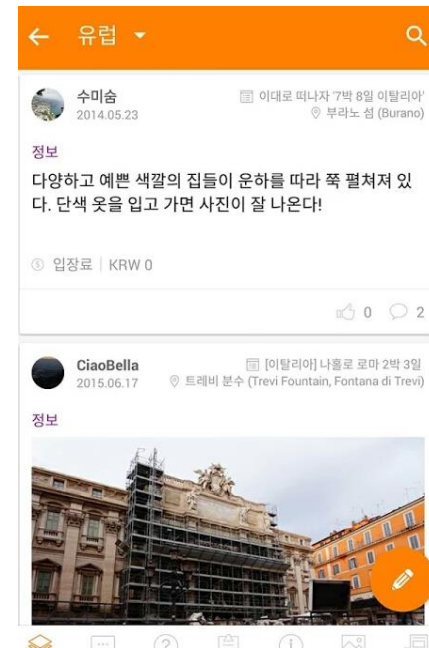 유럽
수미숨
이대로 떠나자 '7박 8일 이탈리아'
2014.05.23
부라노 섬 (Burano)
정보
다양하고 예쁜 색깔의 집들이 운하를 따라 쭉 펼쳐져 있
다. 단색 옷을 입고 가면 사진이 잘 나온다!
입장료 | KRW 0
0 2
CiaoBella
[이탈리아] 나홀로 로마 2박 3일
2015.06.17
트레비 분수 (Trevi Fountain, Fontana di Trevi)
정보